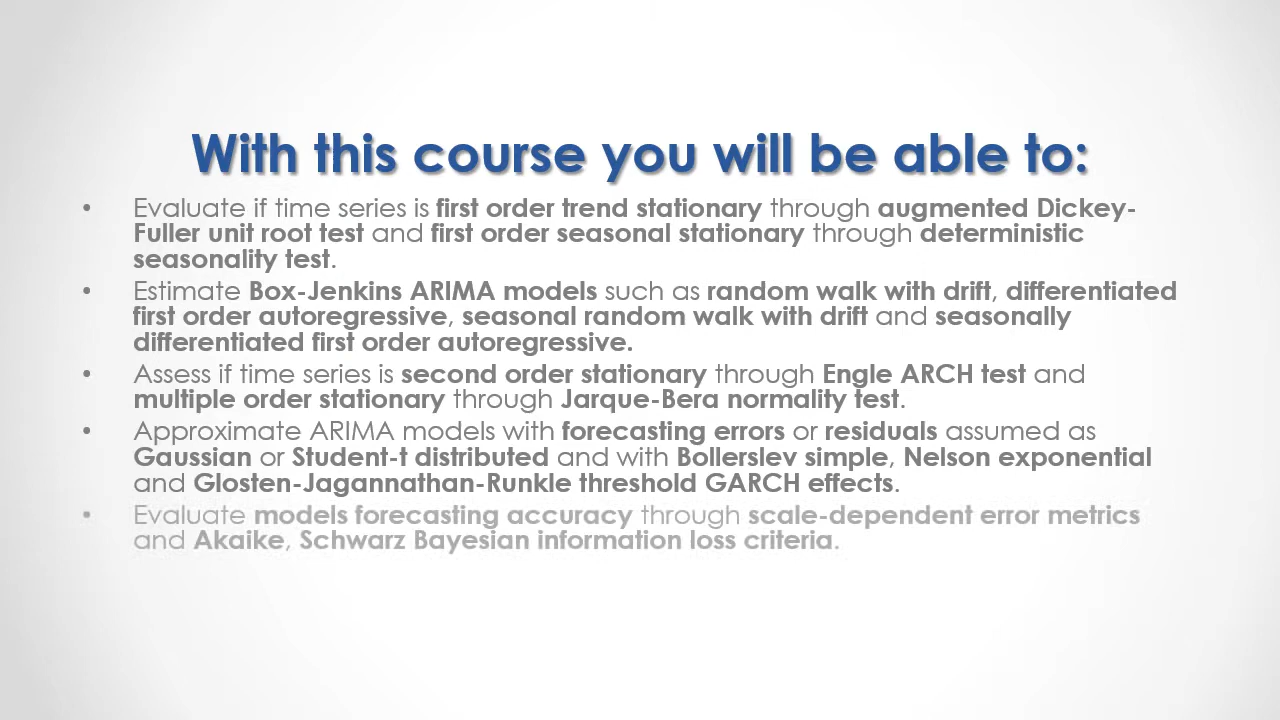 With this course you will be able to:
• Evaluate if time series is first order trend stationary through augmented Dickey-
Fuller unit root test and first order seasonal stationary through deterministic
seasonality test.
• Estimate Box-Jenkins ARIMA models such as random walk with drift, differentiated
first order autoregressive, seasonal random walk with drift and seasonally
differentiated first order autoregressive.
• Assess if time series is second order stationary through Engle ARCH test and
multiple order stationary through Jarque-Bera normality test.
• Approximate ARIMA models with forecasting errors or residuals assumed as
Gaussian or Student-t distributed and with Bollerslev simple, Nelson exponential
and Glosten-Jagannathan-Runkle threshold GARCH effects.
• Evaluate models forecasting accuracy through scale-dependent error metrics
and Akaike, Schwarz Bayesian information loss criteria.